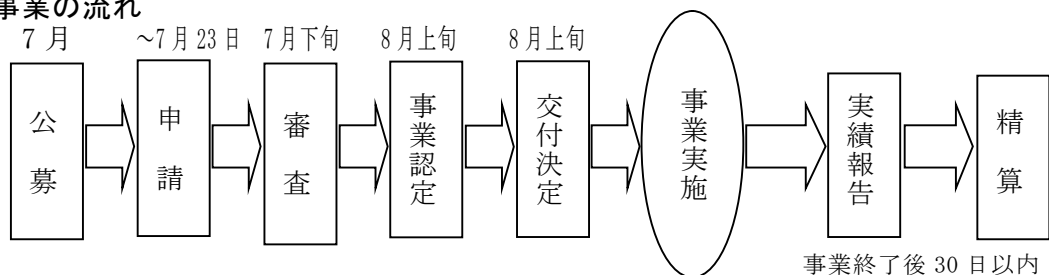 事業の流れ
7月 ～7月23日 7月下旬 8月上旬 8月上旬
公募
申請
審査
事業認定
交付決定
事業実施
実績報告
精算
事業終了後30日以内